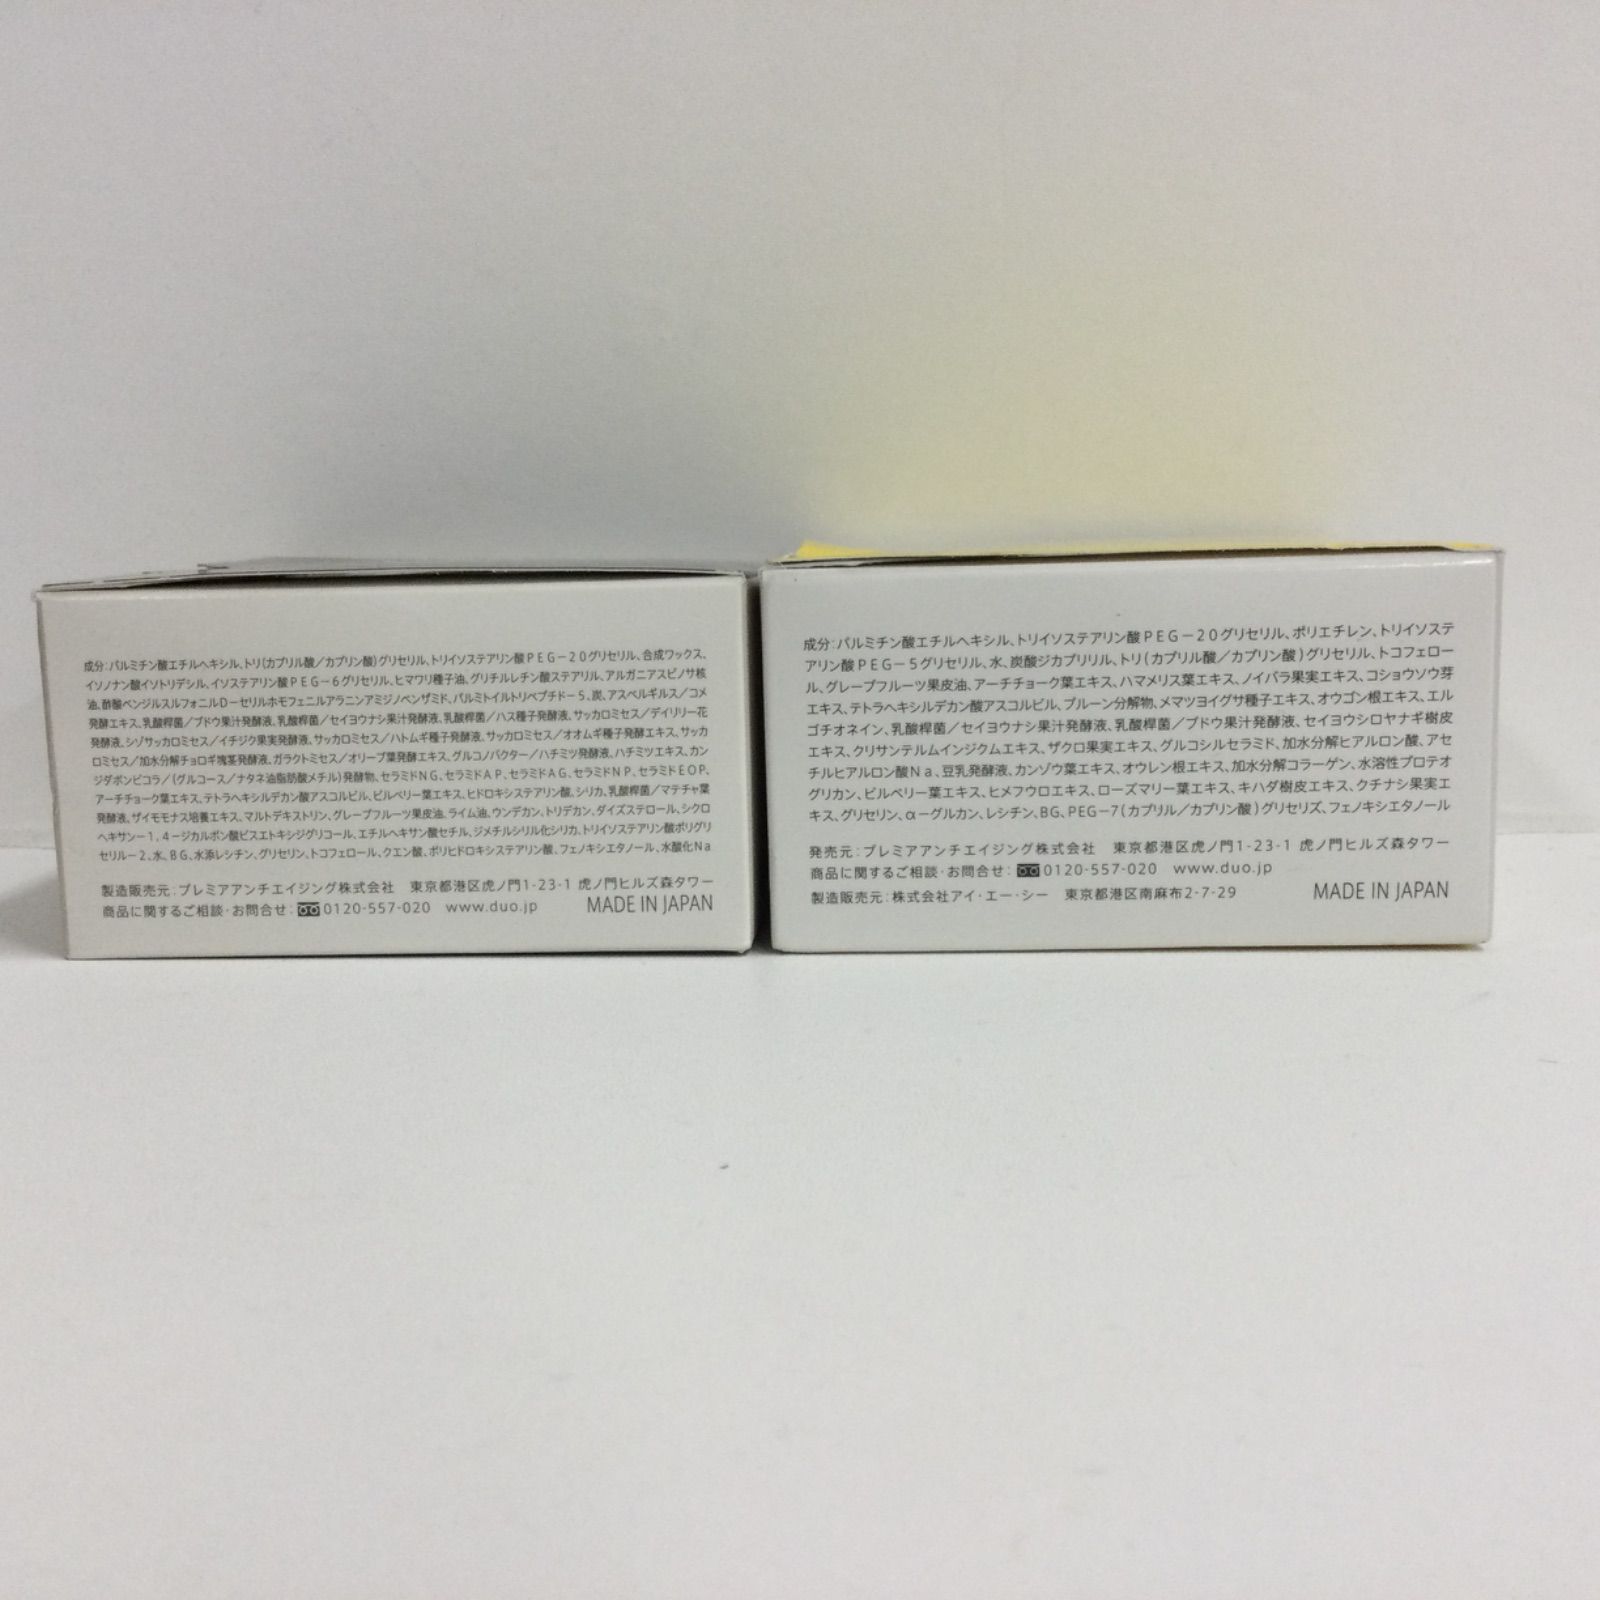 成分：パルミチン酸エチルヘキシル、トリ(カプリル酸／カプリン酸)グリセリル、トリイソステアリン酸ＰＥＧ－２０グリセリル、合成ワックス、
イソノナン酸イソトリデシル、イソステアリン酸ＰＥＧ－６グリセリル、ヒマワリ種子油、グリチルレチン酸ステアリル、アルガニアスピノサ核
油、酢酸ベンジルスルフォニルＤ－セリルホモフェニルアラニンアミジノベンザミド、パルミトイルトリペプチド－５、炭、アスペルギルス／コメ
発酵エキス、乳酸桿菌／ブドウ果汁発酵液、乳酸桿菌／セイヨウナシ果汁発酵液、乳酸桿菌／ハス種子発酵液、サッカロミセス／デイリリー花
発酵液、シゾサッカロミセス／イチジク果実発酵液、サッカロミセス／ハトムギ種子発酵液、サッカロミセス／オオムギ種子発酵エキス、サッカ
ロミセス／加水分解チョロギ塊茎発酵液、ガラクトミセス／オリーブ葉発酵エキス、グルコノバクター／ハチミツ発酵液、ハチミツエキス、カン
ジダボンビコラ／(グルコース／ナタネ油脂肪酸メチル)発酵物、セラミドＮＧ、セラミドＡＰ、セラミドＡＧ、セラミドＮＰ、セラミドＥＯＰ、
アーチチョーク葉エキス、テトラヘキシルデカン酸アスコルビル、ビルベリー葉エキス、ヒドロキシステアリン酸、シリカ、乳酸桿菌／マテチャ葉
発酵液、ザイモモナス培養エキス、マルトデキストリン、グレープフルーツ果皮油、ライム油、ウンデカン、トリデカン、ダイズステロール、シクロ
ヘキサン－１，４－ジカルボン酸ビスエトキシジグリコール、エチルヘキサン酸セチル、ジメチルシリル化シリカ、トリイソステアリン酸ポリグリ
セリル－２、水、ＢＧ、水添レシチン、グリセリン、トコフェロール、クエン酸、ポリヒドロキシステアリン酸、フェノキシエタノール、水酸化Ｎａ
製造販売元：プレミアアンチエイジング株式会社　東京都港区虎ノ門1-23-1 虎ノ門ヒルズ森タワー
商品に関するご相談・お問合せ：0120-557-020　www.duo.jp　MADE IN JAPAN
成分：パルミチン酸エチルヘキシル、トリイソステアリン酸ＰＥＧ－２０グリセリル、ポリエチレン、トリイソステ
アリン酸ＰＥＧ－５グリセリル、水、炭酸ジカプリリル、トリ(カプリル酸／カプリン酸)グリセリル、トコフェロー
ル、グレープフルーツ果皮油、アーチチョーク葉エキス、ハマメリス葉エキス、ノイバラ果実エキス、コショウソウ芽
エキス、テトラヘキシルデカン酸アスコルビル、プルーン分解物、メマツヨイグサ種子エキス、オウゴン根エキス、エル
ゴチオネイン、乳酸桿菌／セイヨウナシ果汁発酵液、乳酸桿菌／ブドウ果汁発酵液、セイヨウシロヤナギ樹皮
エキス、クリサンテルムインジクムエキス、ザクロ果実エキス、グルコシルセラミド、加水分解ヒアルロン酸、アセ
チルヒアルロン酸Ｎａ、豆乳発酵液、カンゾウ葉エキス、オウレン根エキス、加水分解コラーゲン、水溶性プロテオ
グリカン、ビルベリー葉エキス、ヒメフウロエキス、ローズマリー葉エキス、キハダ樹皮エキス、クチナシ果実エ
キス、グリセリン、α－グルカン、レシチン、BG、PEG－7(カプリル／カプリン酸)グリセリズ、フェノキシエタノール
発売元：プレミアアンチエイジング株式会社　東京都港区虎ノ門1-23-1 虎ノ門ヒルズ森タワー
商品に関するご相談・お問合せ：0120-557-020　www.duo.jp
製造販売元：株式会社アイ・エー・シー　東京都港区南麻布2-7-29　MADE IN JAPAN